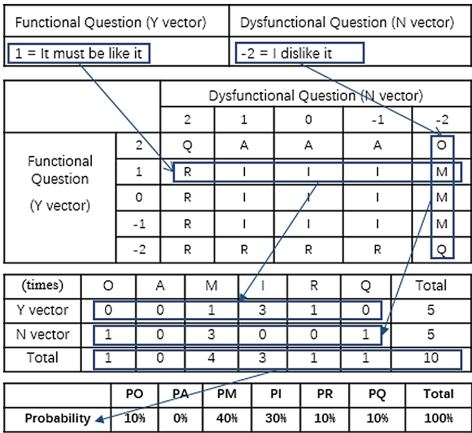 Functional Question (Y vector) Dysfunctional Question (N vector)
1 = It must be like it -2 = I dislike it
Dysfunctional Question (N vector)
2 1 0 -1 -2
Functional Question (Y vector)
2 Q A A A O
1 R I I I M
0 R I I I M
-1 R I I I M
-2 R R R R Q
(times) O A M I R Q Total
Y vector 0 0 1 3 1 0 5
N vector 1 0 3 0 0 1 5
Total 1 0 4 3 1 1 10
PO PA PM PI PR PQ Total
Probability 10% 0% 40% 30% 10% 10% 100%